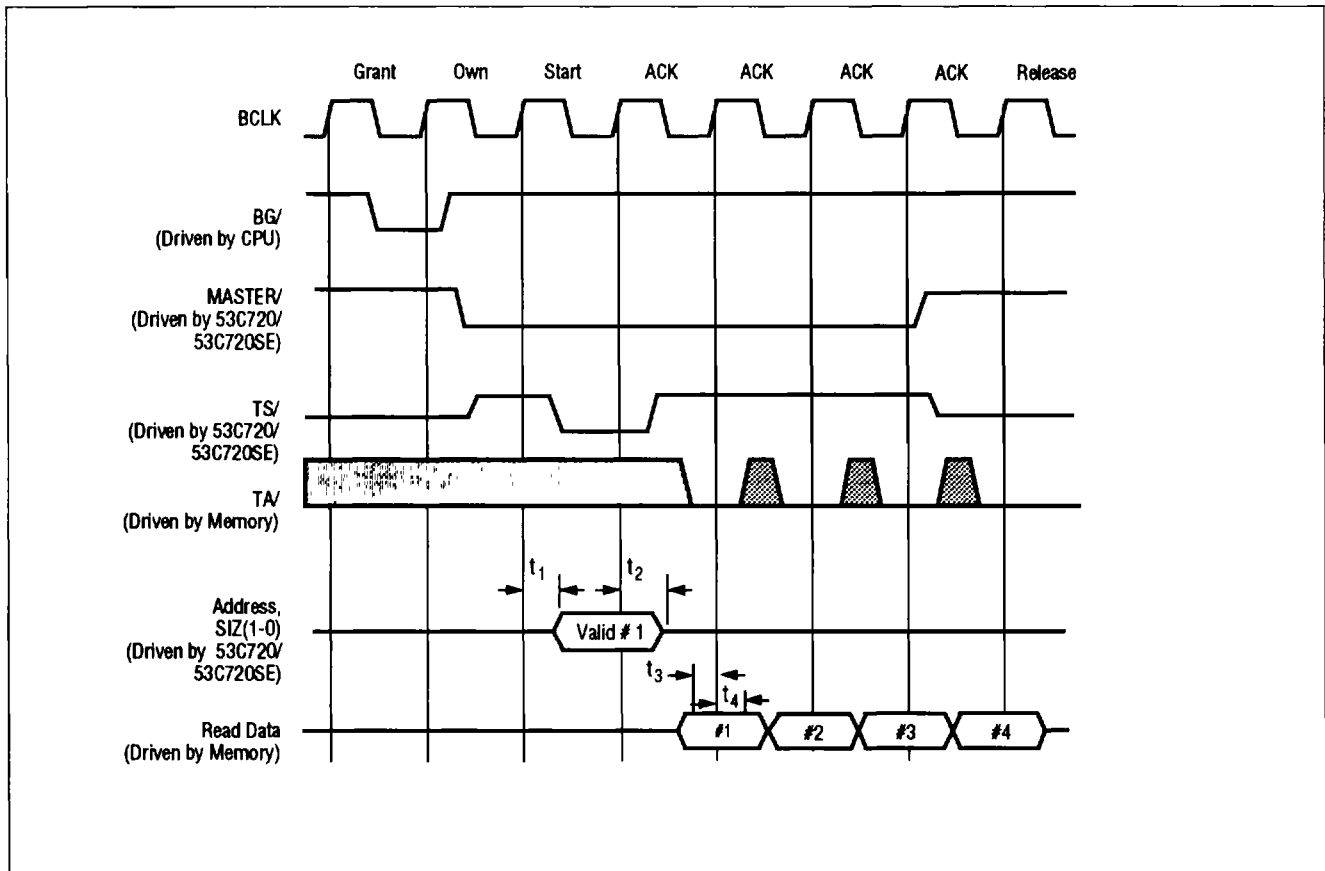 Grant Own Start ACK ACK ACK ACK Release
BCLK
BG/
(Driven by CPU)
MASTER/
(Driven by 53C720/
53C720SE)
TS/
(Driven by 53C720/
53C720SE)
TA/
(Driven by Memory)
t1 t2
Address,
SIZ(1-0)
(Driven by 53C720/
53C720SE)
Valid # 1
t3
t4
Read Data
(Driven by Memory)
#1 #2 #3 #4